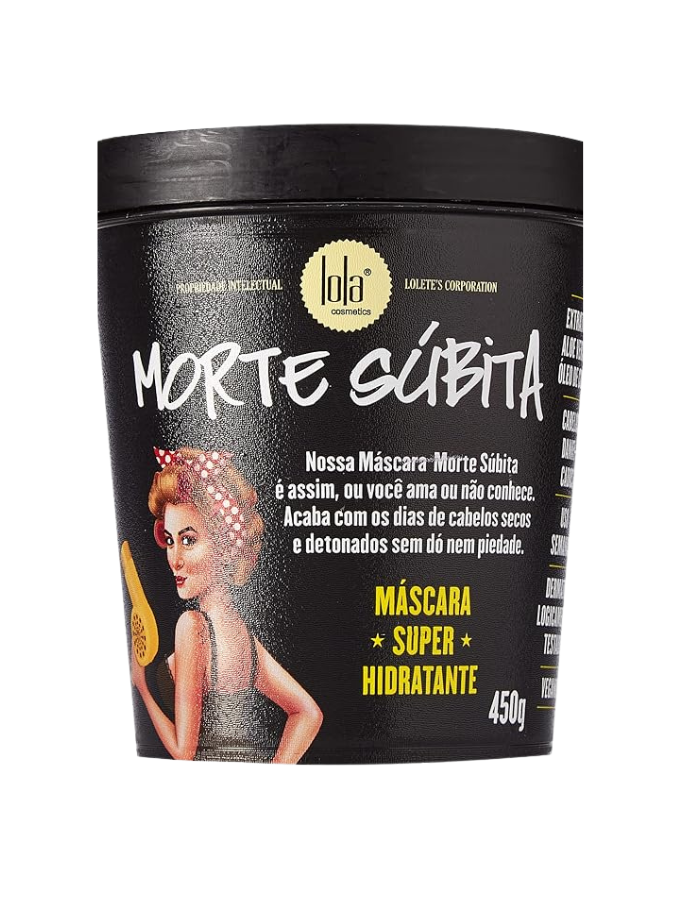 PROPRIEDADE INTELECTUAL
lola®
cosmetics
LOLETE'S CORPORATION
MORTE SÚBITA
Nossa Máscara Morte Súbita
é assim, ou você ama ou não conhece.
Acaba com os dias de cabelos secos
e detonados sem dó nem piedade.
MÁSCARA
SUPER
HIDRATANTE
450g